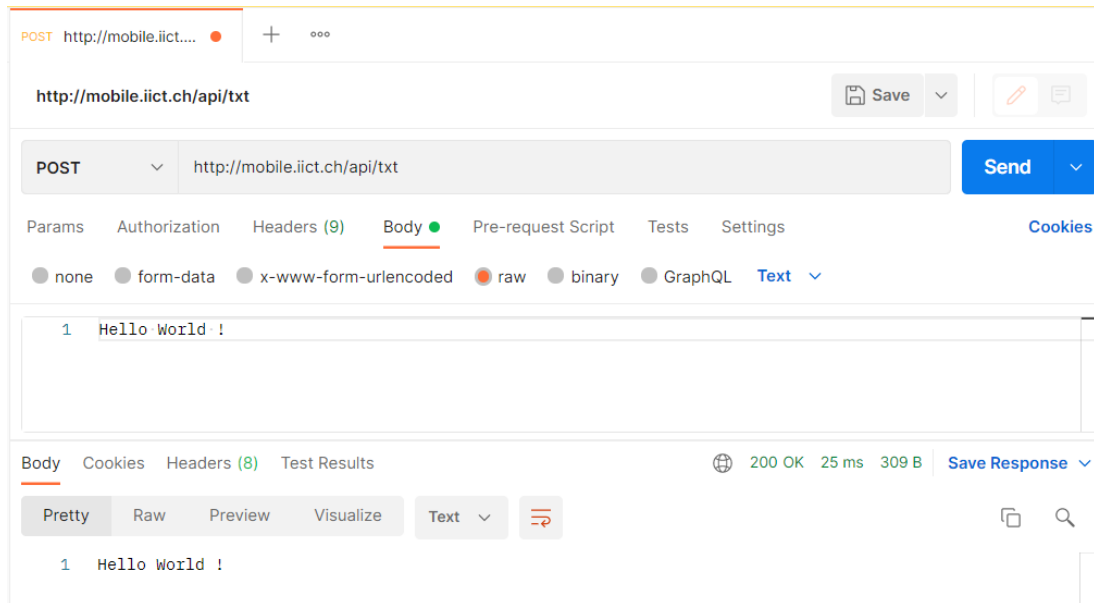 POST http://mobile.iict....
http://mobile.iict.ch/api/txt
Save
POST http://mobile.iict.ch/api/txt Send
Params Authorization Headers (9) Body Pre-request Script Tests Settings Cookies
none form-data x-www-form-urlencoded raw binary GraphQL Text
1 Hello World !
Body Cookies Headers (8) Test Results 200 OK 25 ms 309 B Save Response
Pretty Raw Preview Visualize Text
1 Hello World !